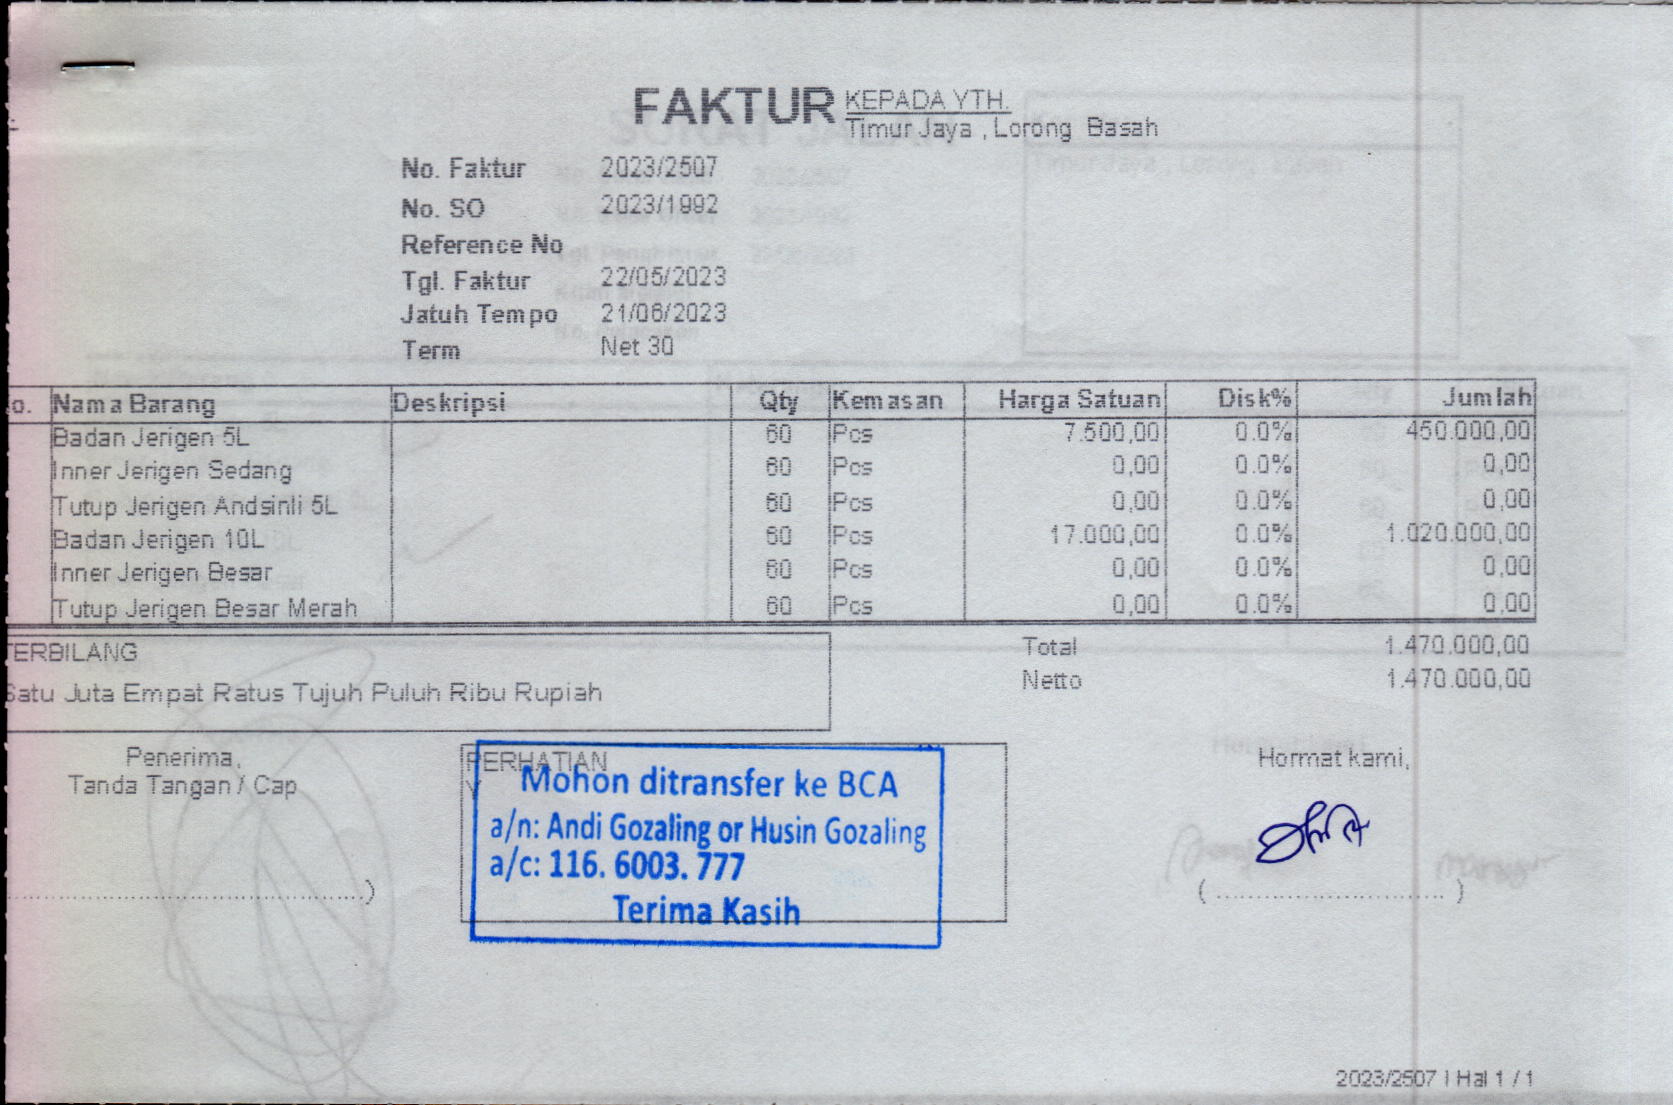 FAKTUR
KEPADA YTH.
Timur Jaya , Lorong Basah
No. Faktur 2023/2507
No. SO 2023/1992
Reference No
Tgl. Faktur 22/05/2023
Jatuh Tempo 21/06/2023
Term Net 30
o. Nama Barang Deskripsi Qty Kemasan Harga Satuan Disk% Jumlah
Badan Jerigen 5L 60 Pcs 7.500,00 0.0% 450.000,00
Inner Jerigen Sedang 60 Pcs 0,00 0.0% 0,00
Tutup Jerigen Andsinli 5L 60 Pcs 0,00 0.0% 0,00
Badan Jerigen 10L 60 Pcs 17.000,00 0.0% 1.020.000,00
Inner Jerigen Besar 60 Pcs 0,00 0.0% 0,00
Tutup Jerigen Besar Merah 60 Pcs 0,00 0.0% 0,00
TERBILANG
Satu Juta Empat Ratus Tujuh Puluh Ribu Rupiah
Total 1.470.000,00
Netto 1.470.000,00
Penerima,
Tanda Tangan / Cap
PERHATIAN
Mohon ditransfer ke BCA
a/n: Andi Gozaling or Husin Gozaling
a/c: 116. 6003. 777
Terima Kasih
Hormat kami,
2023/2507 | Hal 1 / 1